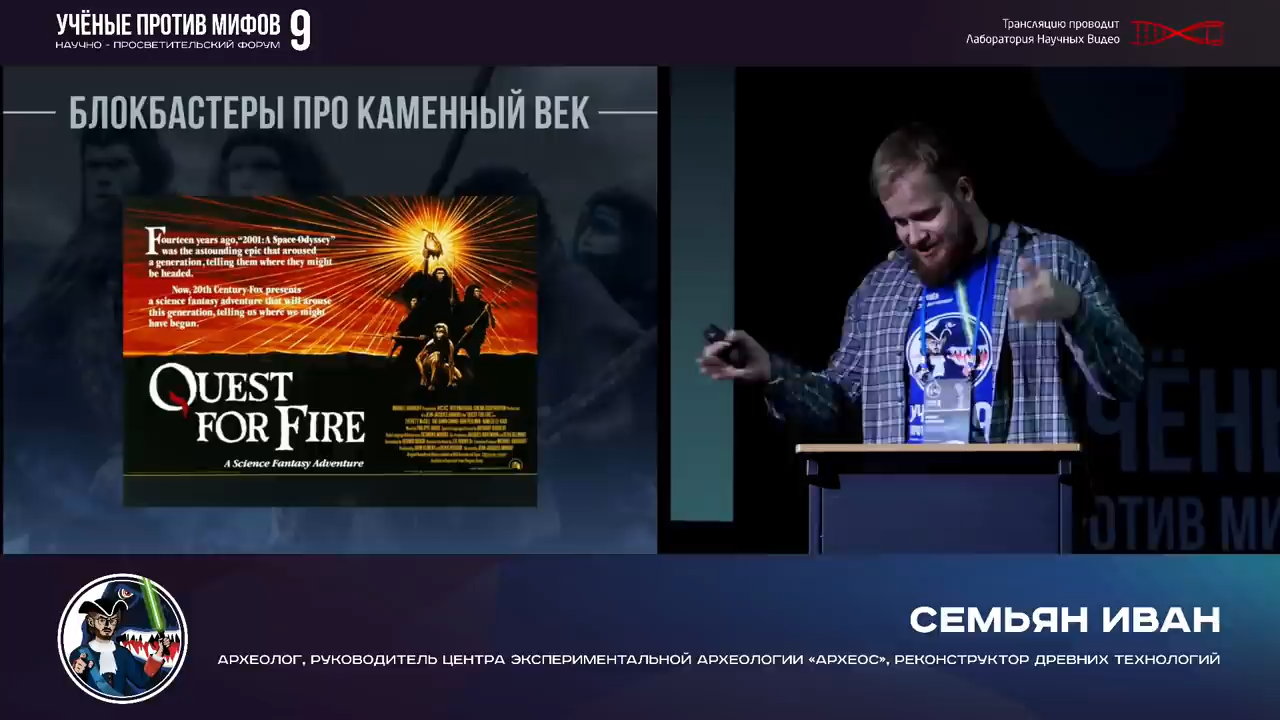 УЧЁНЫЕ ПРОТИВ МИФОВ 9
НАУЧНО - ПРОСВЕТИТЕЛЬСКИЙ ФОРУМ
Трансляцию проводит
Лаборатория Научных Видео
БЛОКБАСТЕРЫ ПРО КАМЕННЫЙ ВЕК
Fourteen years ago, "2001: A Space Odyssey"
was the astounding epic that aroused
a generation, telling them where they might
be headed.
Now, 20th Century-Fox presents
a science fantasy adventure that will arouse
this generation, telling us where we might
have begun.
QUEST
FOR FIRE
A Science Fantasy Adventure
СЕМЬЯН ИВАН
АРХЕОЛОГ, РУКОВОДИТЕЛЬ ЦЕНТРА ЭКСПЕРИМЕНТАЛЬНОЙ АРХЕОЛОГИИ «АРХЕОС», РЕКОНСТРУКТОР ДРЕВНИХ ТЕХНОЛОГИЙ